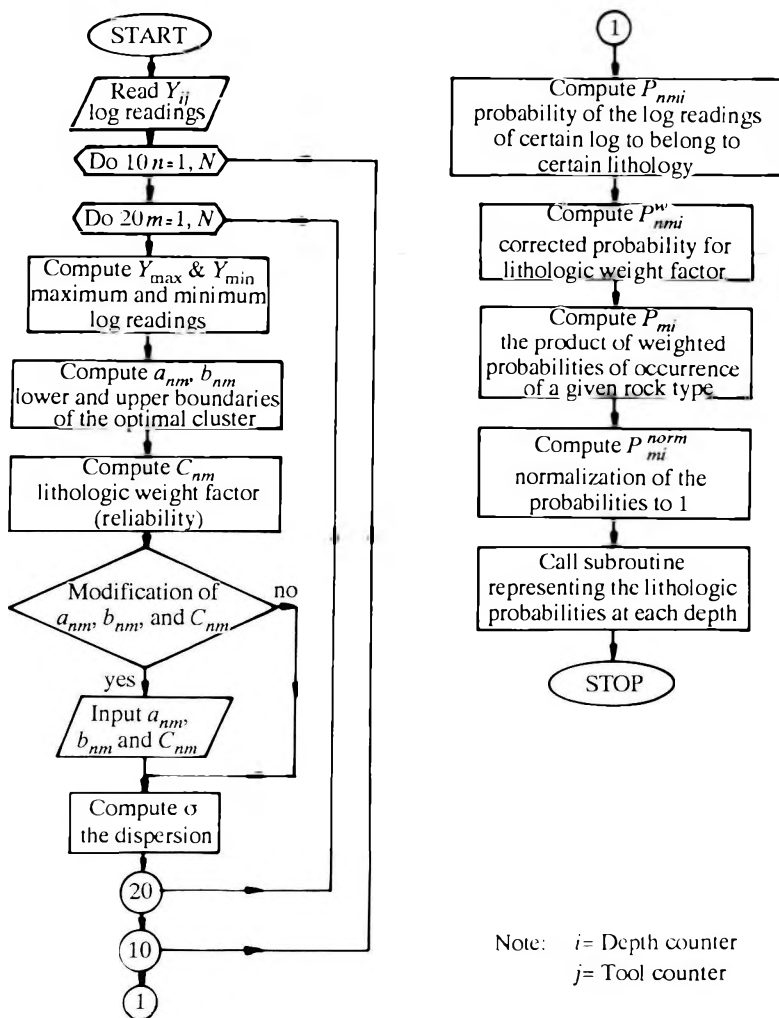 START
Read Y_ij
log readings
Do 10 n = 1, N
Do 20 m = 1, N
Compute Y_max & Y_min
maximum and minimum
log readings
Compute a_nm, b_nm
lower and upper boundaries
of the optimal cluster
Compute C_nm
lithologic weight factor
(reliability)
Modification of
a_nm, b_nm, and C_nm
no
yes
Input a_nm,
b_nm and C_nm
Compute σ
the dispersion
20
10
1
1
Compute P_nmi
probability of the log readings
of certain log to belong to
certain lithology
Compute P^w_nmi
corrected probability for
lithologic weight factor
Compute P_mi
the product of weighted
probabilities of occurrence
of a given rock type
Compute P^norm_mi
normalization of the
probabilities to 1
Call subroutine
representing the lithologic
probabilities at each depth
STOP
Note: i = Depth counter
j = Tool counter